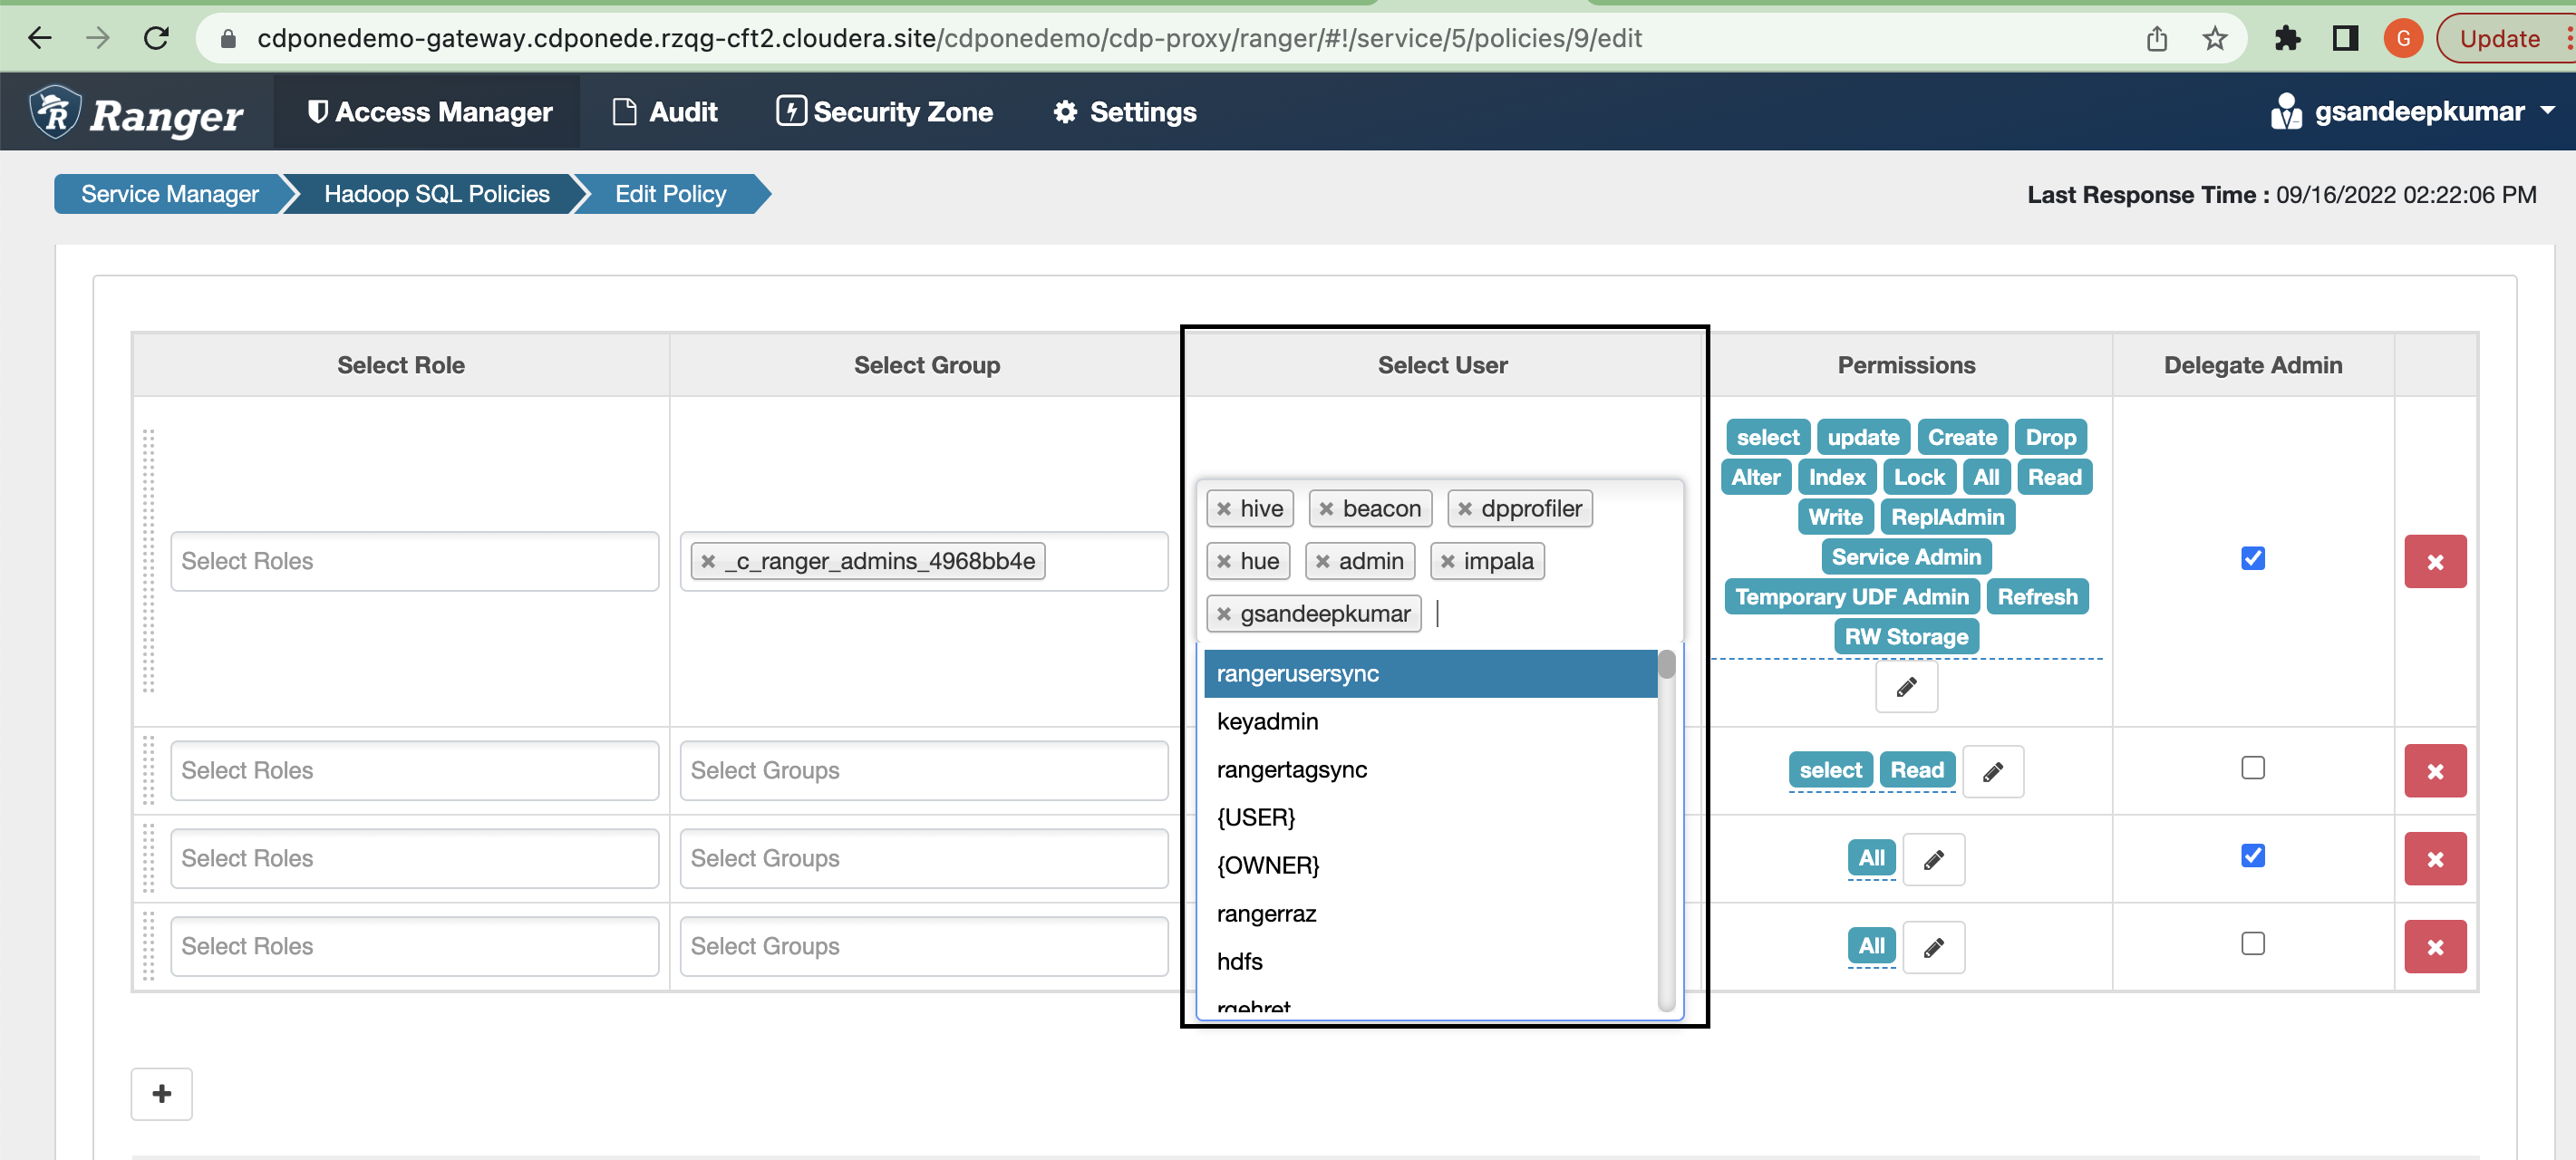 cdponedemo-gateway.cdponede.rzqg-cft2.cloudera.site/cdponedemo/cdp-proxy/ranger/#!/service/5/policies/9/edit
G
Update
R Ranger
Access Manager
Audit
Security Zone
Settings
gsandeepkumar
Service Manager
Hadoop SQL Policies
Edit Policy
Last Response Time : 09/16/2022 02:22:06 PM
Select Role
Select Group
Select User
Permissions
Delegate Admin
Select Roles
× _c_ranger_admins_4968bb4e
× hive × beacon × dpprofiler
× hue × admin × impala
× gsandeepkumar
select update Create Drop
Alter Index Lock All Read
Write ReplAdmin
Service Admin
Temporary UDF Admin Refresh
RW Storage
rangerusersync
keyadmin
rangertagsync
{USER}
{OWNER}
rangerraz
hdfs
rgehret
Select Roles
Select Groups
select Read
Select Roles
Select Groups
All
Select Roles
Select Groups
All